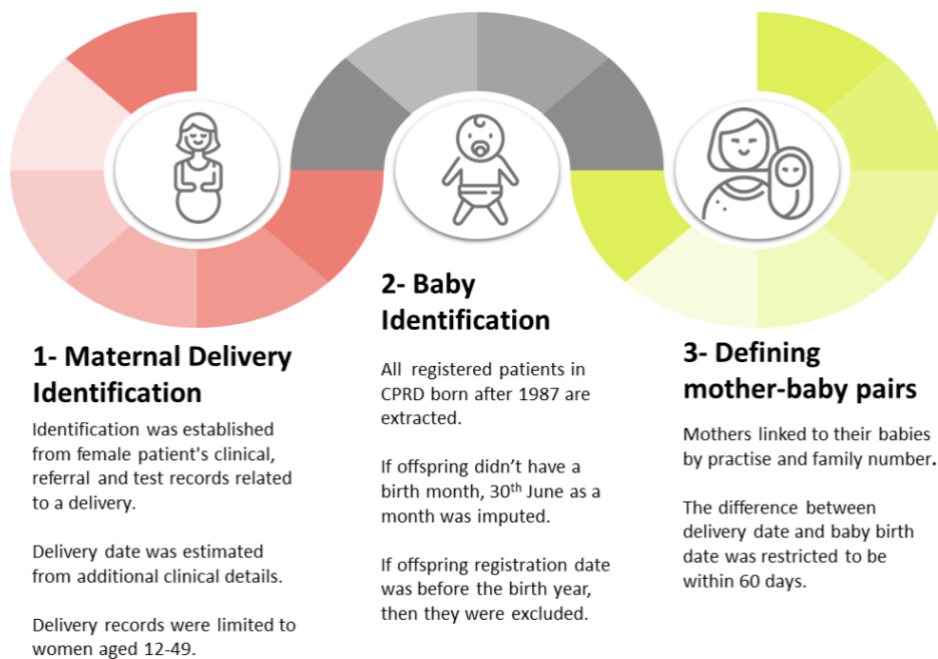 1- Maternal Delivery
Identification
Identification was established
from female patient's clinical,
referral and test records related
to a delivery.
Delivery date was estimated
from additional clinical details.
Delivery records were limited to
women aged 12-49.
2- Baby
Identification
All registered patients in
CPRD born after 1987 are
extracted.
If offspring didn’t have a
birth month, 30th June as a
month was imputed.
If offspring registration date
was before the birth year,
then they were excluded.
3- Defining
mother-baby pairs
Mothers linked to their babies
by practise and family number.
The difference between
delivery date and baby birth
date was restricted to be
within 60 days.